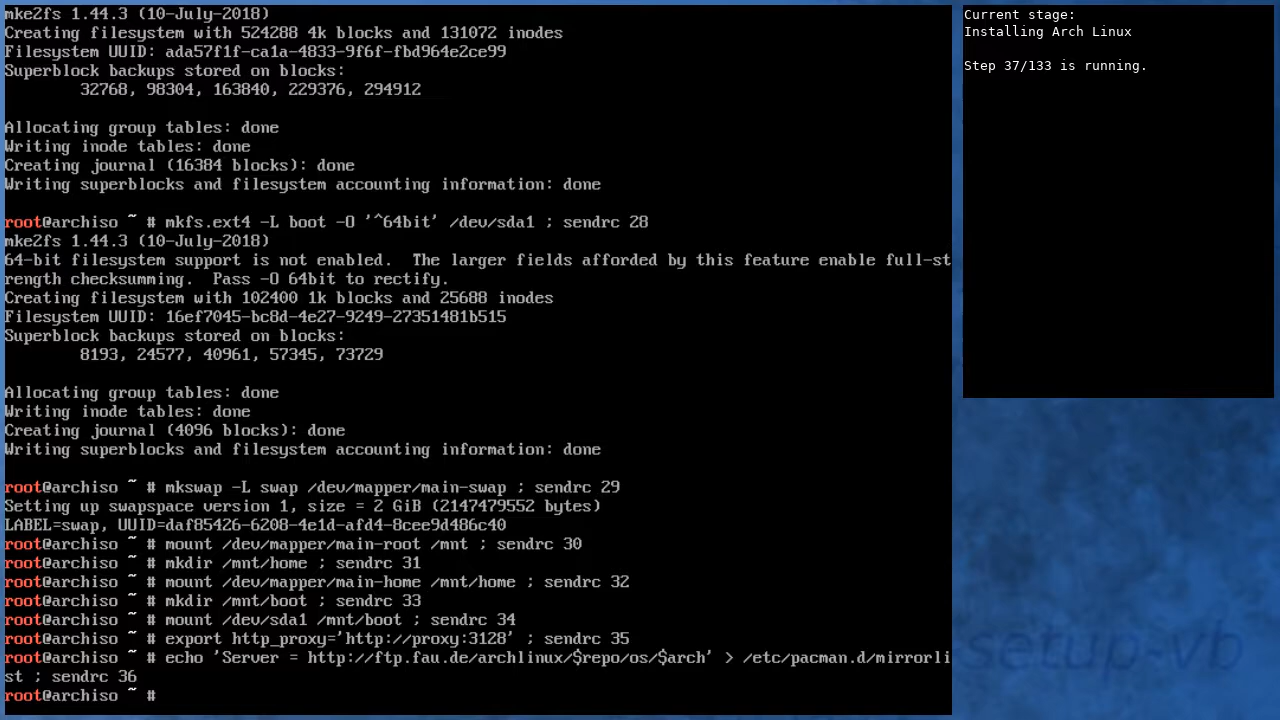 mke2fs 1.44.3 (10-July-2018)
Creating filesystem with 524288 4k blocks and 131072 inodes
Filesystem UUID: ada57f1f-ca1a-4833-9f6f-fbd964e2ce99
Superblock backups stored on blocks:
        32768, 98304, 163840, 229376, 294912

Allocating group tables: done
Writing inode tables: done
Creating journal (16384 blocks): done
Writing superblocks and filesystem accounting information: done

root@archiso ~ # mkfs.ext4 -L boot -O '^64bit' /dev/sda1 ; sendrc 28
mke2fs 1.44.3 (10-July-2018)
64-bit filesystem support is not enabled.  The larger fields afforded by this feature enable full-st
rength checksumming.  Pass -O 64bit to rectify.
Creating filesystem with 102400 1k blocks and 25688 inodes
Filesystem UUID: 16ef7045-bc8d-4e27-9249-27351481b515
Superblock backups stored on blocks:
        8193, 24577, 40961, 57345, 73729

Allocating group tables: done
Writing inode tables: done
Creating journal (4096 blocks): done
Writing superblocks and filesystem accounting information: done

root@archiso ~ # mkswap -L swap /dev/mapper/main-swap ; sendrc 29
Setting up swapspace version 1, size = 2 GiB (2147479552 bytes)
LABEL=swap, UUID=daf85426-6208-4e1d-afd4-8cee9d486c40
root@archiso ~ # mount /dev/mapper/main-root /mnt ; sendrc 30
root@archiso ~ # mkdir /mnt/home ; sendrc 31
root@archiso ~ # mount /dev/mapper/main-home /mnt/home ; sendrc 32
root@archiso ~ # mkdir /mnt/boot ; sendrc 33
root@archiso ~ # mount /dev/sda1 /mnt/boot ; sendrc 34
root@archiso ~ # export http_proxy='http://proxy:3128' ; sendrc 35
root@archiso ~ # echo 'Server = http://ftp.fau.de/archlinux/$repo/os/$arch' > /etc/pacman.d/mirrorli
st ; sendrc 36
root@archiso ~ #
Current stage:
Installing Arch Linux

Step 37/133 is running.
setup-vb